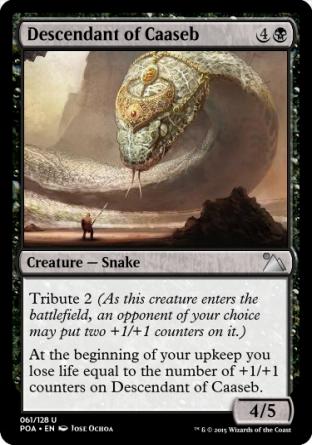 Descendant of Caaseb 4
Creature — Snake
Tribute 2 (As this creature enters the
battlefield, an opponent of your choice
may put two +1/+1 counters on it.)
At the beginning of your upkeep you
lose life equal to the number of +1/+1
counters on Descendant of Caaseb.
4/5
061/128 U
POA • EN Jose Ochoa
™ & © 2015 Wizards of the Coast